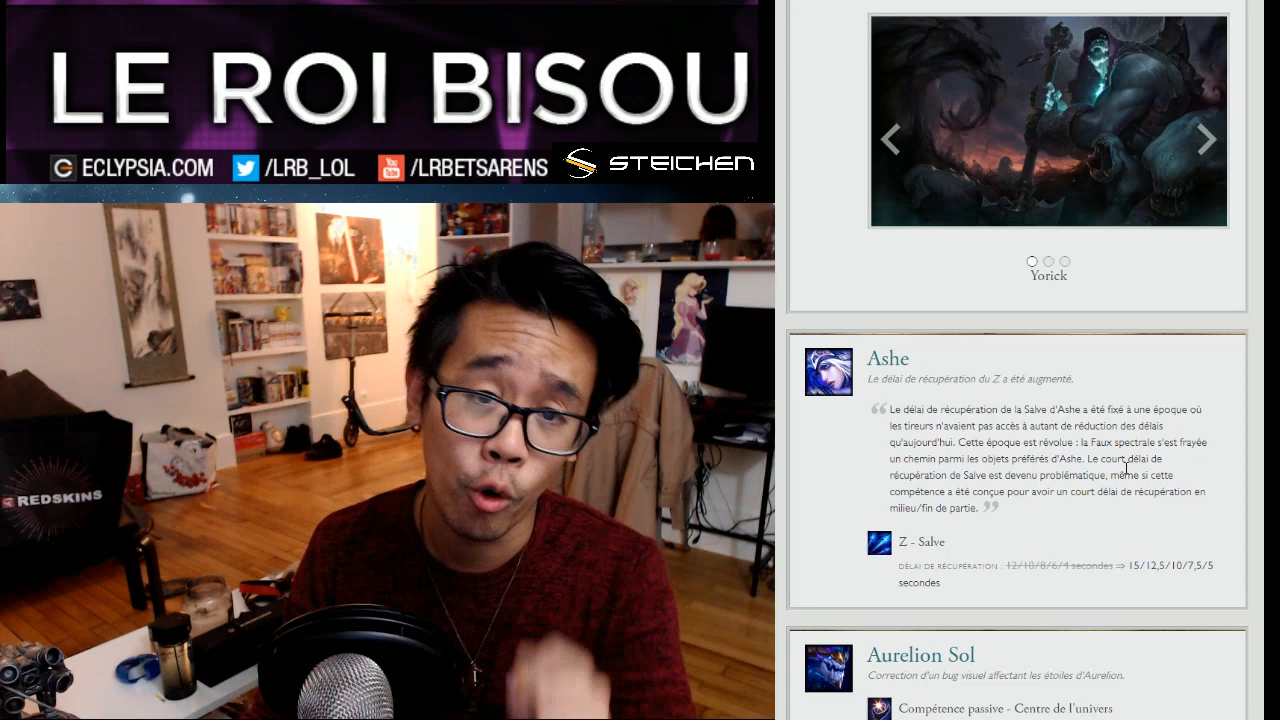 LE ROI BISOU
ECLYPSIA.COM /LRB_LOL You Tube /LRBETSARENS STEICHEN
REDSKINS
Yorick
Ashe
Le délai de récupération du Z a été augmenté.
“ Le délai de récupération de la Salve d'Ashe a été fixé à une époque où
les tireurs n'avaient pas accès à autant de réduction des délais
qu'aujourd'hui. Cette époque est révolue : la Faux spectrale s'est frayée
un chemin parmi les objets préférés d'Ashe. Le court délai de
récupération de Salve est devenu problématique, même si cette
compétence a été conçue pour avoir un court délai de récupération en
milieu/fin de partie. ”
Z - Salve
DÉLAI DE RÉCUPÉRATION : 12/10/8/6/4 secondes ⇒ 15/12,5/10/7,5/5
secondes
Aurelion Sol
Correction d'un bug visuel affectant les étoiles d'Aurelion.
Compétence passive - Centre de l'univers